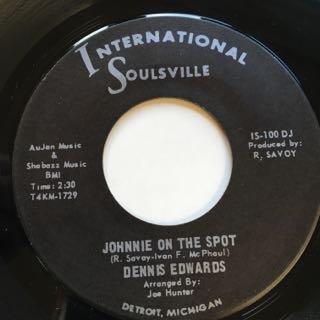 INTERNATIONAL
SOULSVILLE
AuJan Music
&
Shabazz Music
BMI
Time: 2:30
T4KM-1729
IS-100 DJ
Produced by:
R. SAVOY
JOHNNIE ON THE SPOT
(R. Savoy-Ivan F. McPhaul)
DENNIS EDWARDS
Arranged By:
Joe Hunter
DETROIT, MICHIGAN